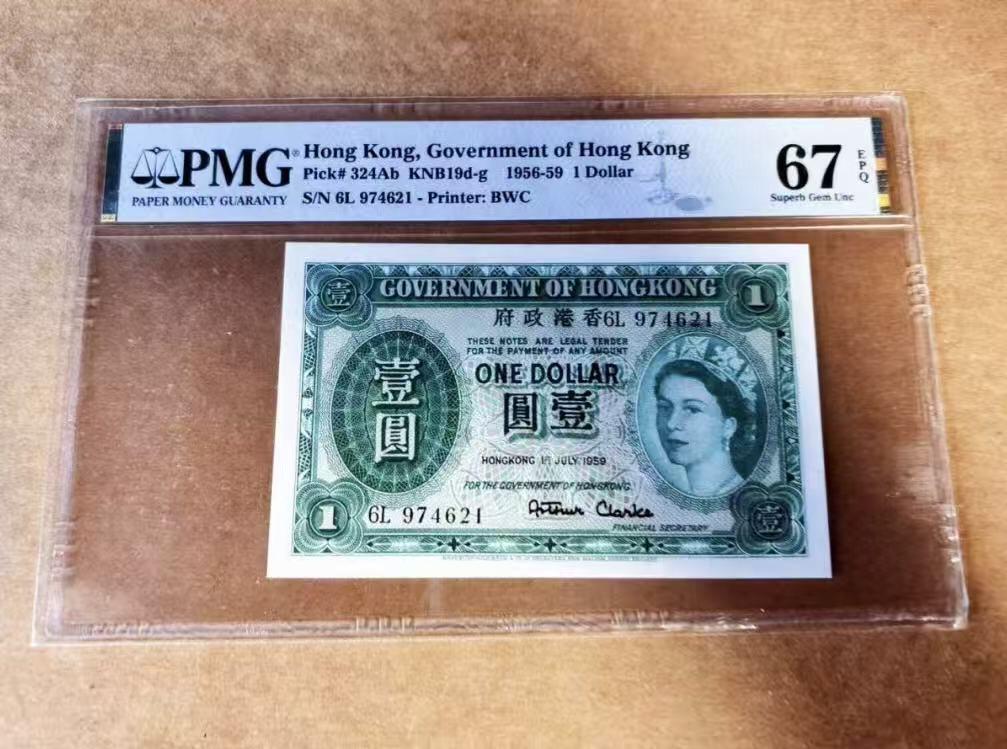 PMG®
PAPER MONEY GUARANTY
Hong Kong, Government of Hong Kong
Pick# 324Ab KNB19d-g 1956-59 1 Dollar
S/N 6L 974621 - Printer: BWC
67
EPQ
Superb Gem Unc
壹
GOVERNMENT OF HONGKONG
1
府政港香
6L 974621
THESE NOTES ARE LEGAL TENDER
FOR THE PAYMENT OF ANY AMOUNT
ONE DOLLAR
圓壹
壹圓
HONGKONG 1ST JULY 1959
FOR THE GOVERNMENT OF HONGKONG.
1
6L 974621
Arthur Clarke
FINANCIAL SECRETARY
壹